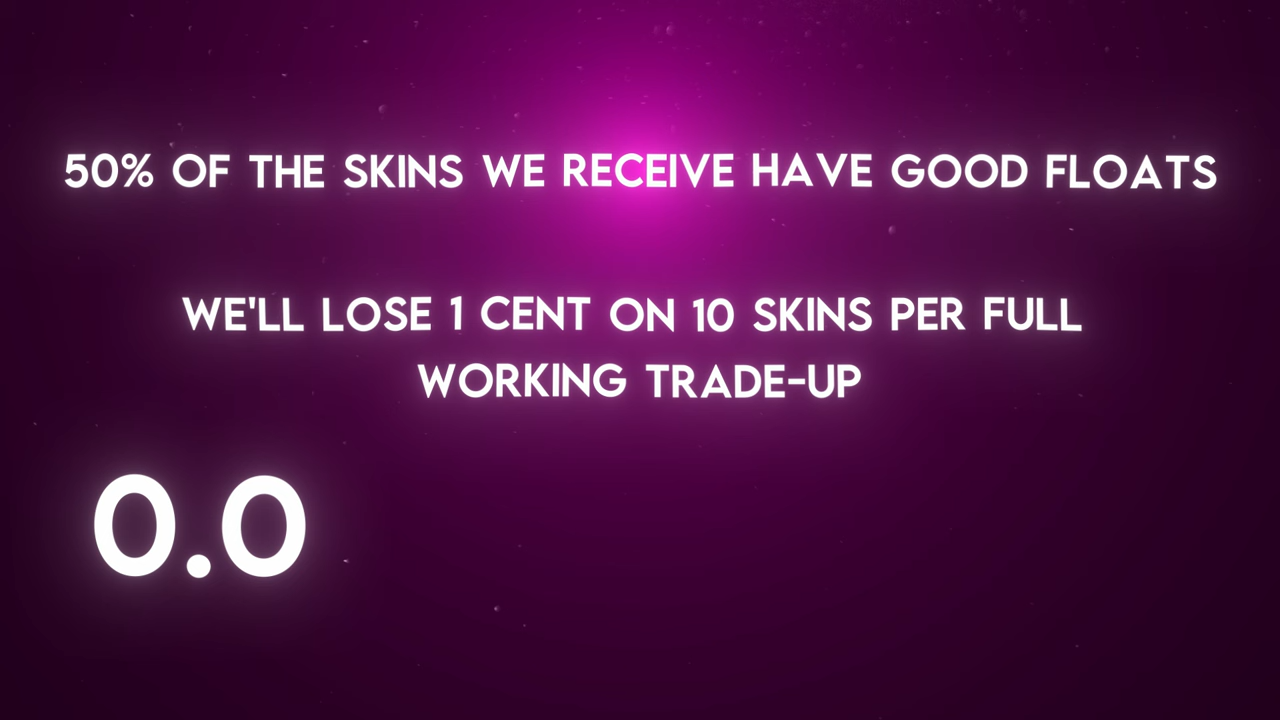 50% OF THE SKINS WE RECEIVE HAVE GOOD FLOATS
WE'LL LOSE 1 CENT ON 10 SKINS PER FULL
WORKING TRADE-UP
0.0